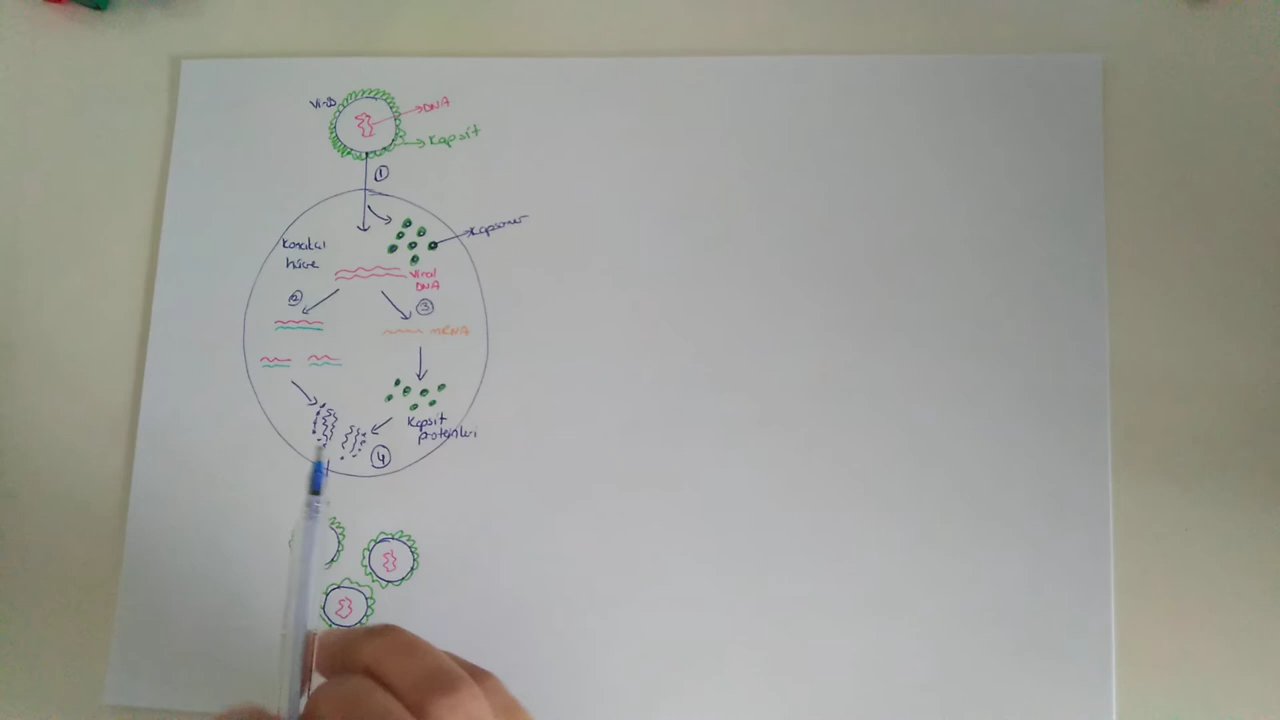 Virüs
DNA
Kapsit
①
Kapsomer
Konakçı
hücre
viral
DNA
②
③
mRNA
Kapsit
proteinleri
④